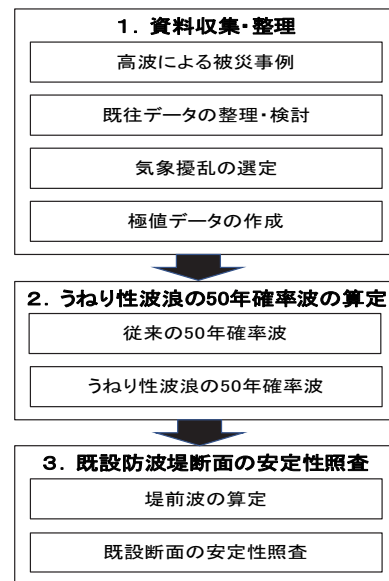 1．資料収集・整理
高波による被災事例
既往データの整理・検討
気象擾乱の選定
極値データの作成
2．うねり性波浪の50年確率波の算定
従来の50年確率波
うねり性波浪の50年確率波
3．既設防波堤断面の安定性照査
堤前波の算定
既設断面の安定性照査